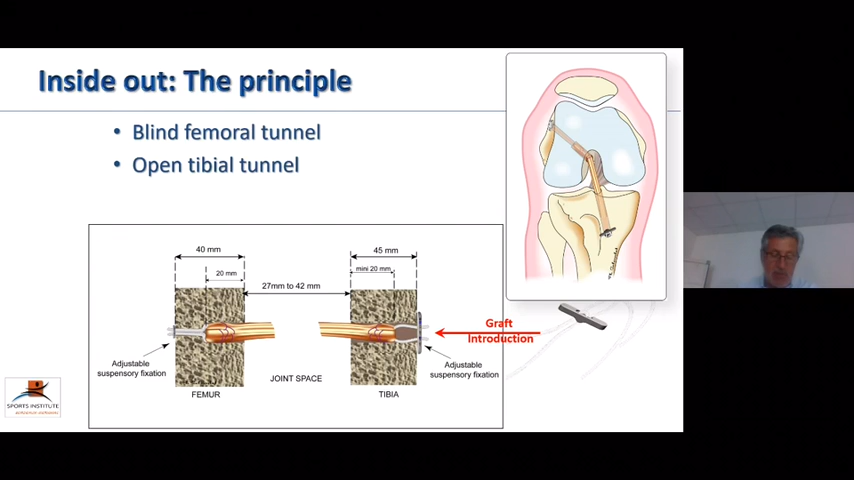 Inside out: The principle
• Blind femoral tunnel
• Open tibial tunnel
40 mm
45 mm
20 mm
mini 20 mm
27mm to 42 mm
Graft
Introduction
Adjustable
suspensory fixation
JOINT SPACE
Adjustable
suspensory fixation
FEMUR
TIBIA
SPORTS INSTITUTE